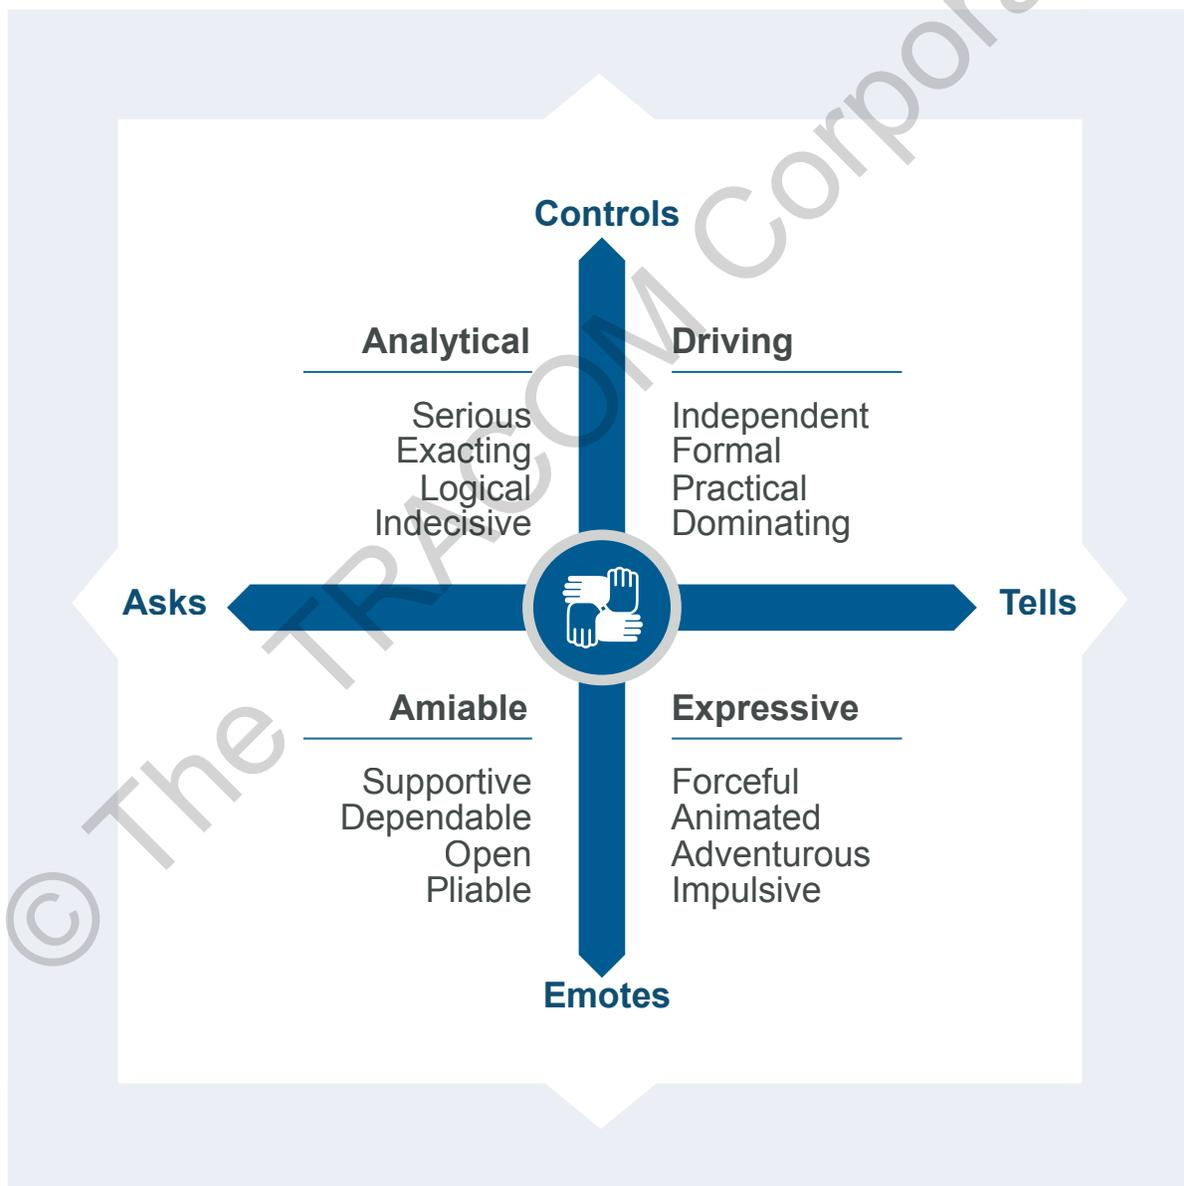 Controls
Analytical
Serious
Exacting
Logical
Indecisive
Driving
Independent
Formal
Practical
Dominating
Asks
Tells
Amiable
Supportive
Dependable
Open
Pliable
Expressive
Forceful
Animated
Adventurous
Impulsive
Emotes
© The TRACOM Corpora